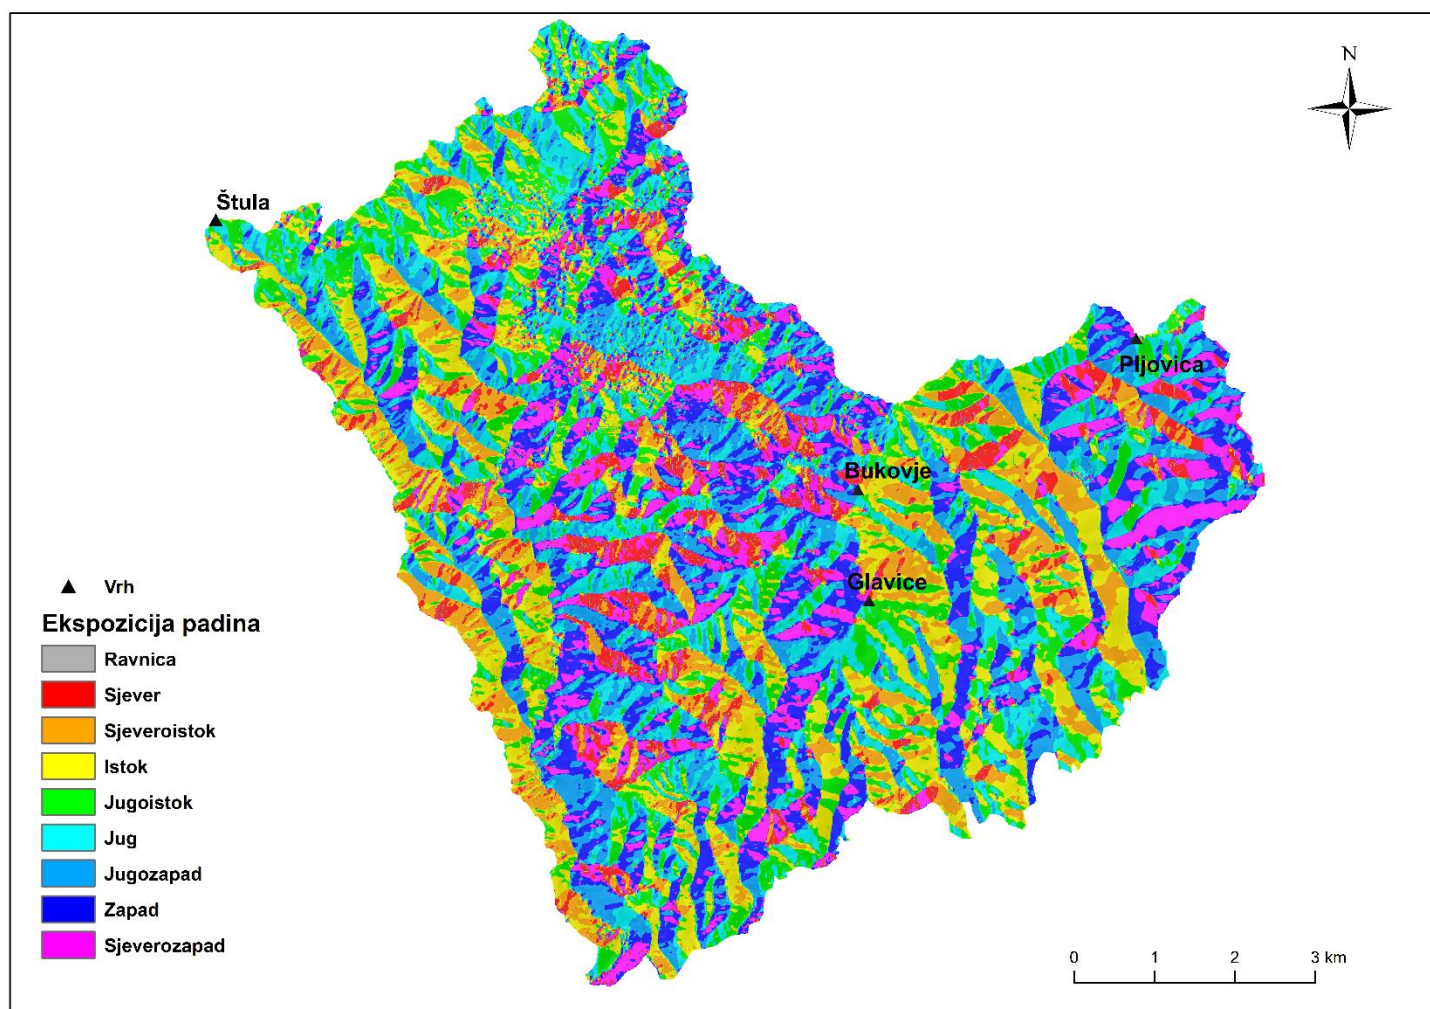 N
Štula
Pljovica
Bukovje
Glavice
Vrh
Ekspozicija padina
Ravnica
Sjever
Sjeveroistok
Istok
Jugoistok
Jug
Jugozapad
Zapad
Sjeverozapad
0 1 2 3 km